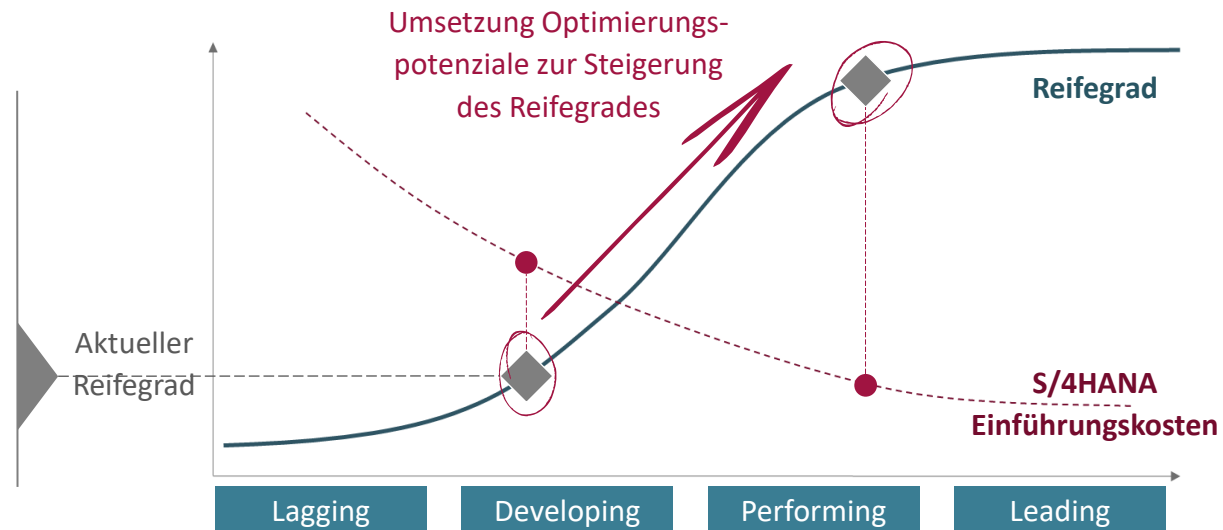 Umsetzung Optimierungs-
potenziale zur Steigerung
des Reifegrades
Reifegrad
Aktueller
Reifegrad
S/4HANA
Einführungskosten
Lagging
Developing
Performing
Leading